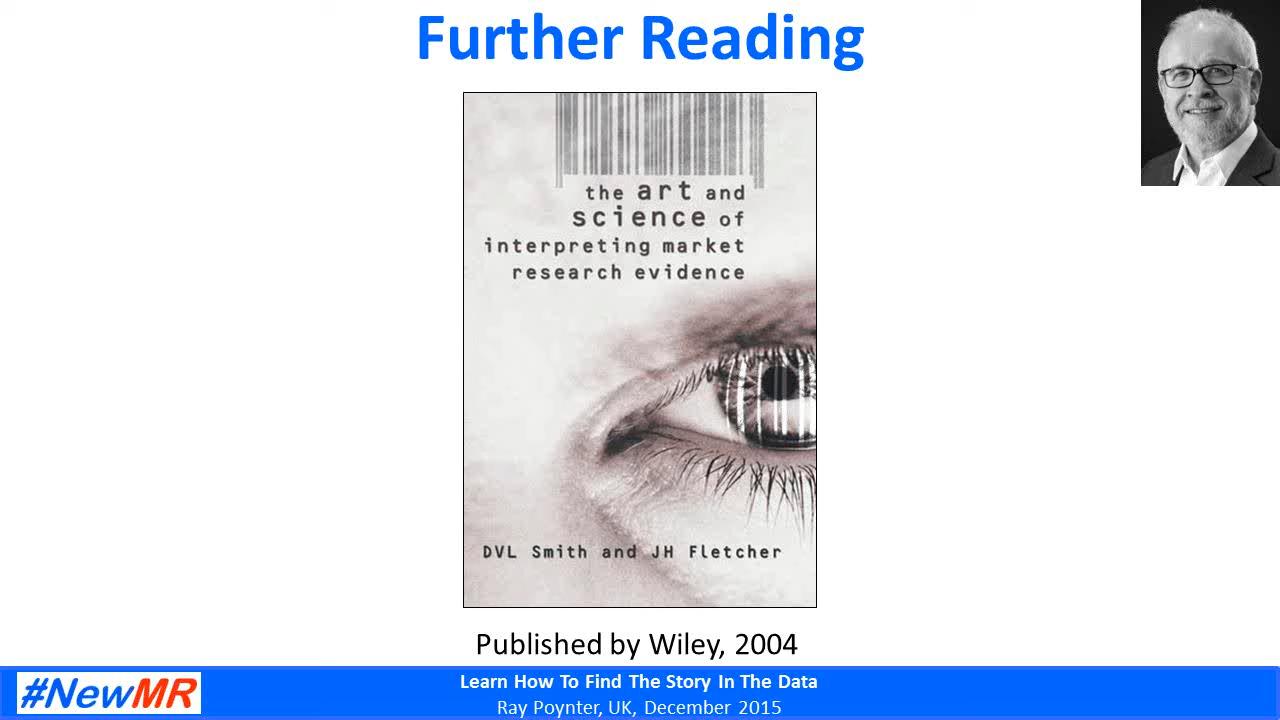 Further Reading
the art and
science of
interpreting market
research evidence
DVL Smith and JH Fletcher
Published by Wiley, 2004
#NewMR
Learn How To Find The Story In The Data
Ray Poynter, UK, December 2015